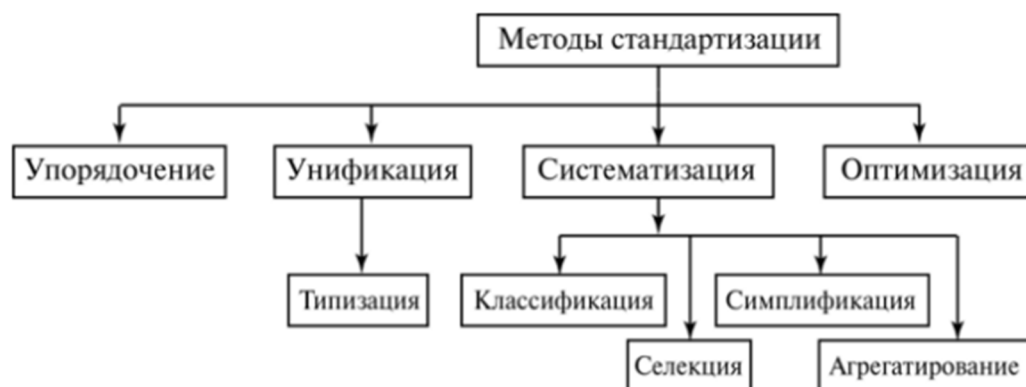 Методы стандартизации
Упорядочение
Унификация
Систематизация
Оптимизация
Типизация
Классификация
Симплификация
Селекция
Агрегатирование